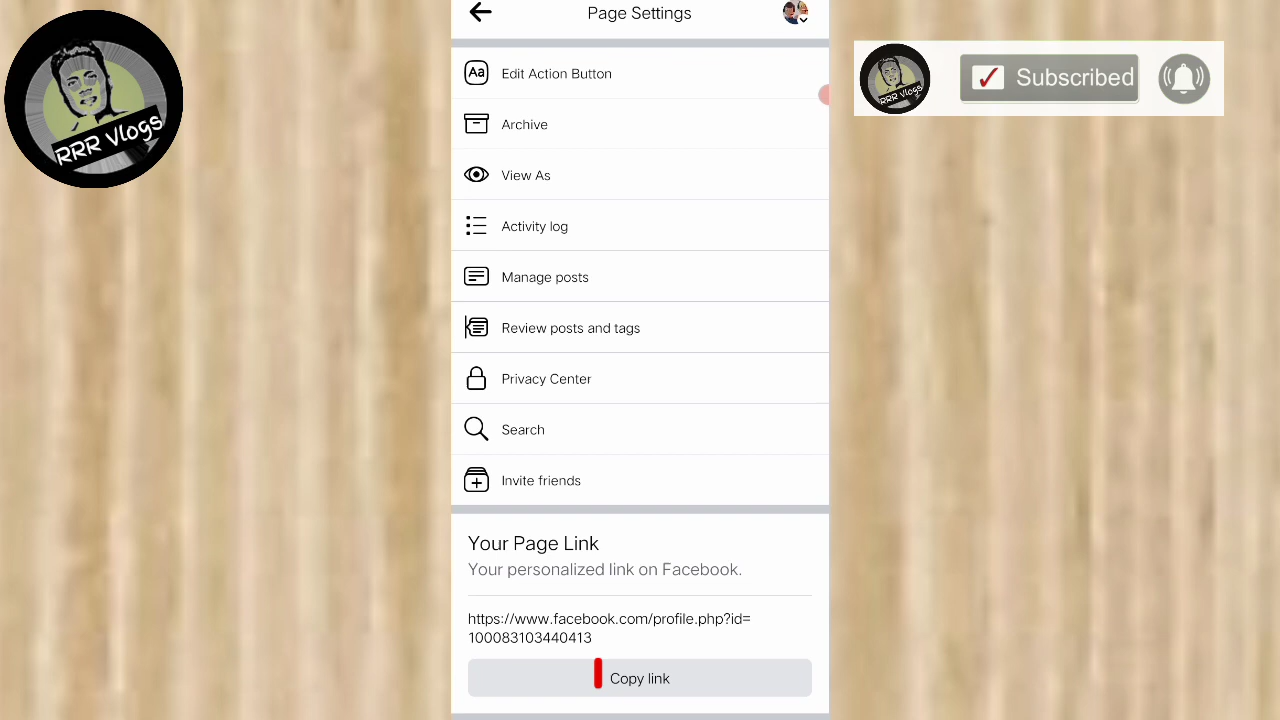 Page Settings
RRR Vlogs
RRR Vlogs
Subscribed
Aa Edit Action Button
Archive
View As
Activity log
Manage posts
Review posts and tags
Privacy Center
Search
Invite friends
Your Page Link
Your personalized link on Facebook.
https://www.facebook.com/profile.php?id=
100083103440413
Copy link